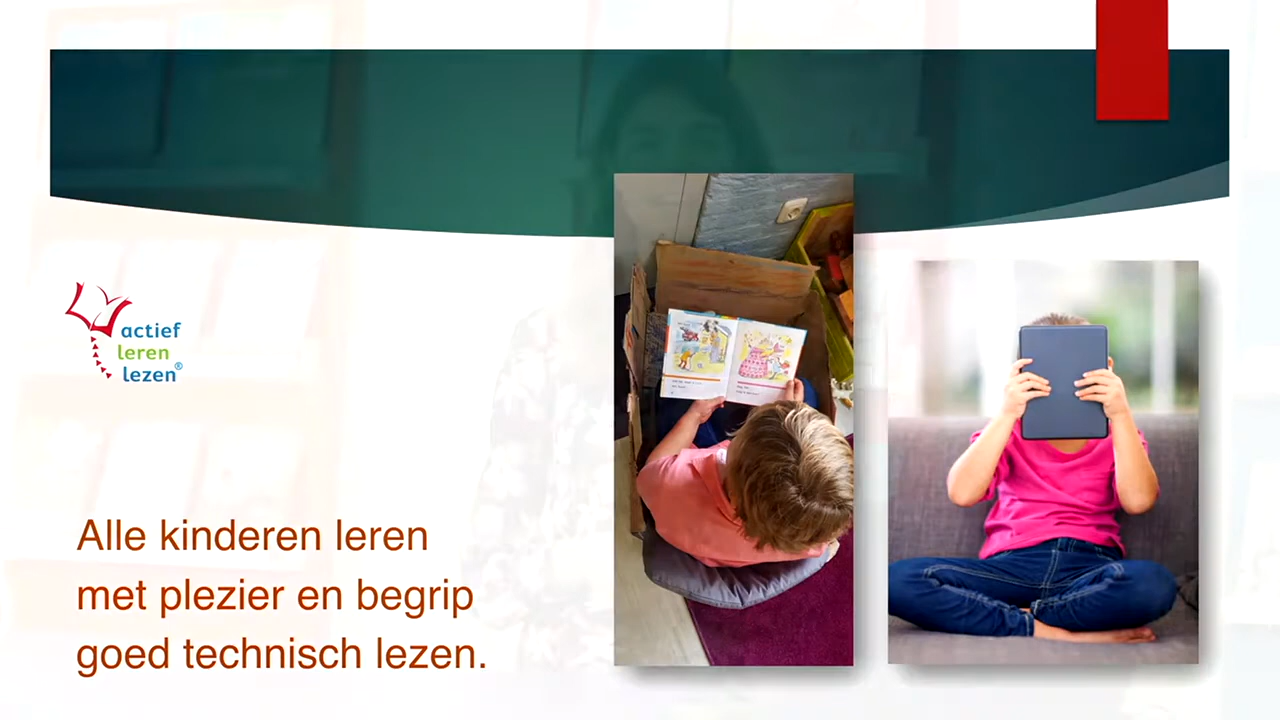 actief
leren
lezen®
Alle kinderen leren
met plezier en begrip
goed technisch lezen.